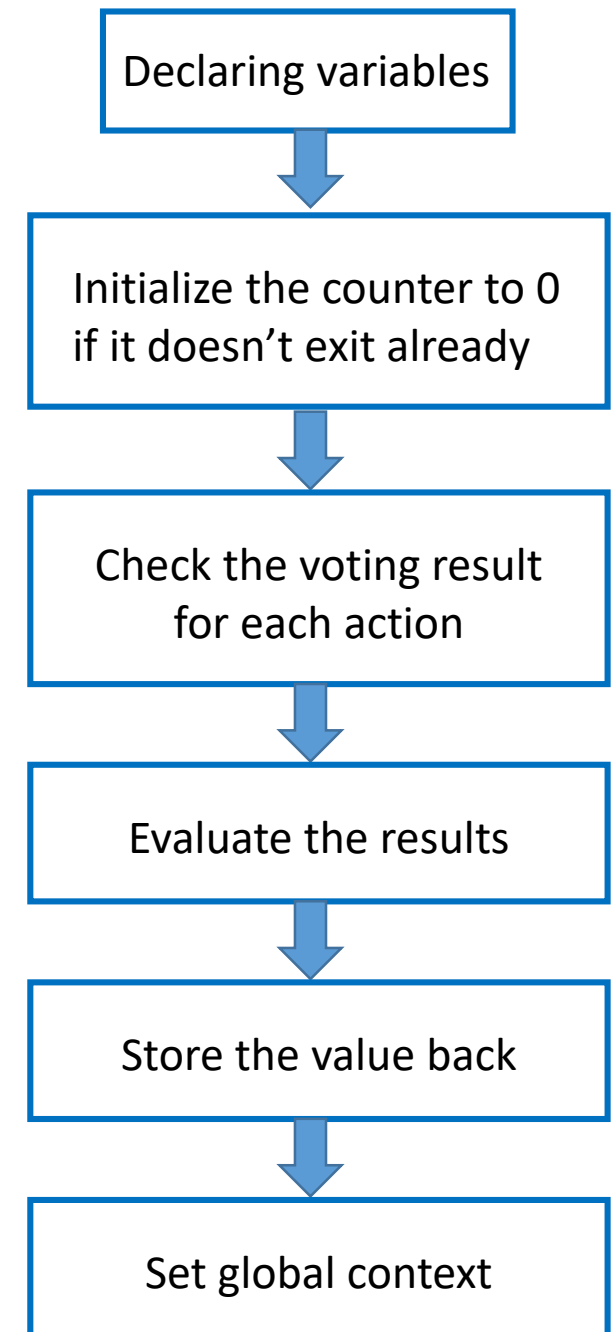 Declaring variables
Initialize the counter to 0
if it doesn’t exit already
Check the voting result
for each action
Evaluate the results
Store the value back
Set global context